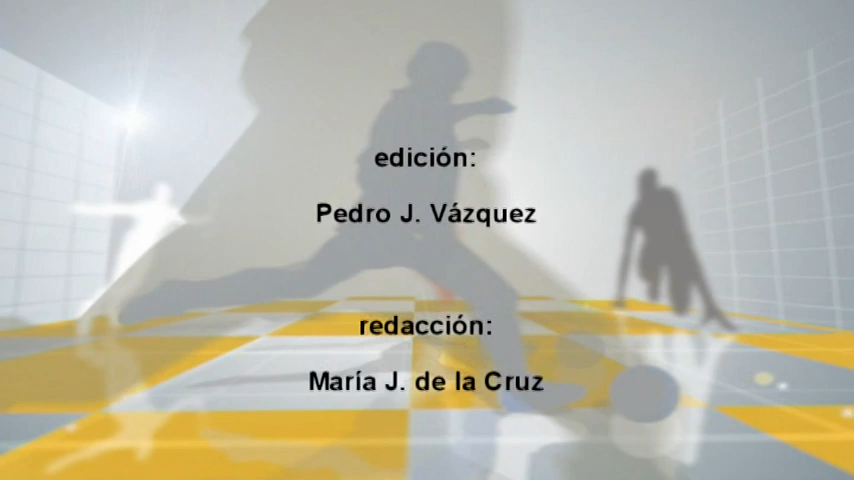 edición:
Pedro J. Vázquez
redacción:
María J. de la Cruz